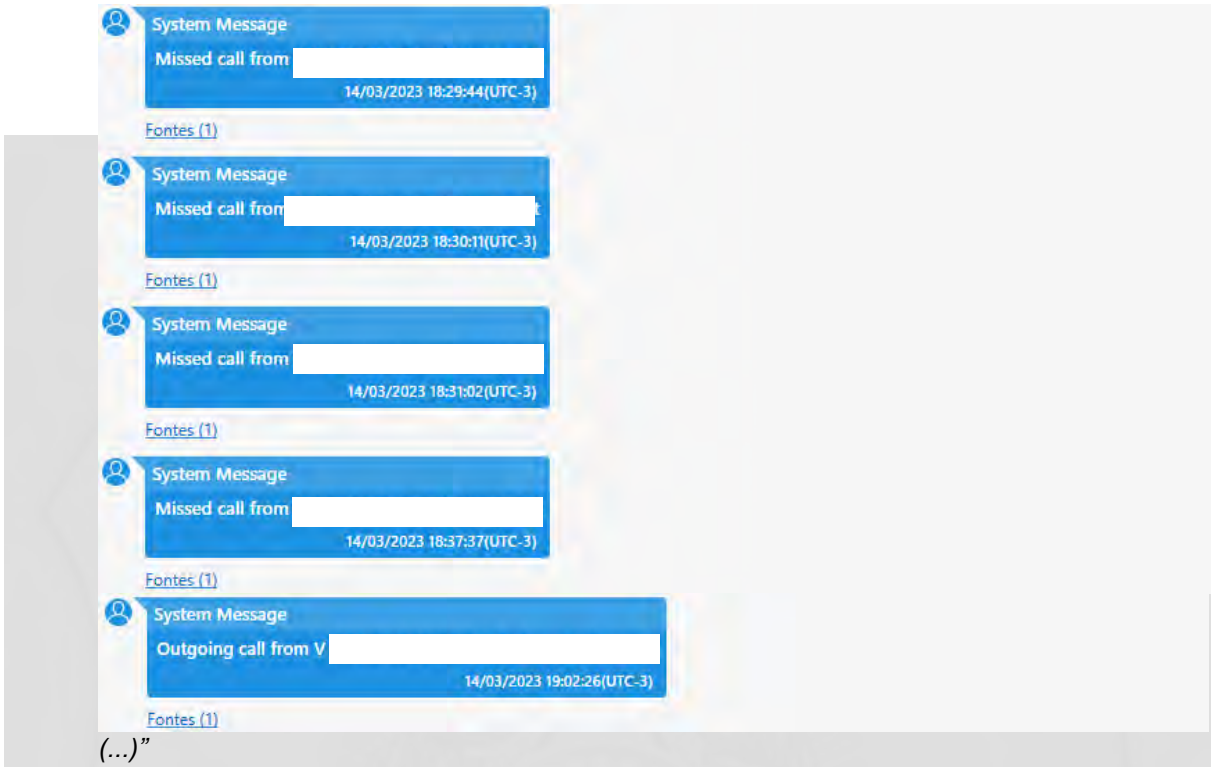 System Message
Missed call from
14/03/2023 18:29:44(UTC-3)
Fontes (1)
System Message
Missed call from
14/03/2023 18:30:11(UTC-3)
Fontes (1)
System Message
Missed call from
14/03/2023 18:31:02(UTC-3)
Fontes (1)
System Message
Missed call from
14/03/2023 18:37:37(UTC-3)
Fontes (1)
System Message
Outgoing call from V
14/03/2023 19:02:26(UTC-3)
Fontes (1)
(...)”